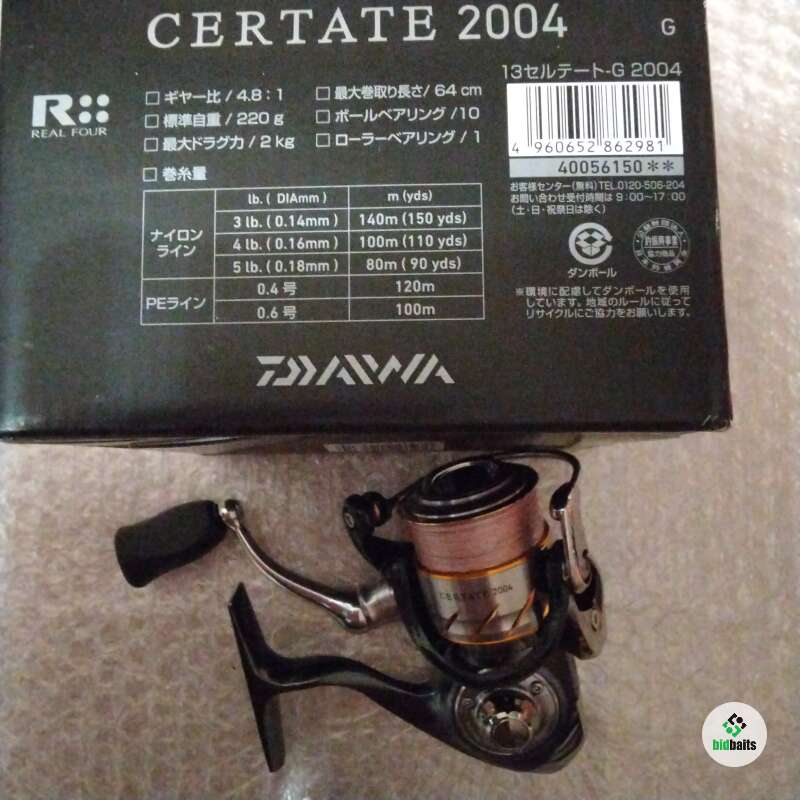 CERTATE 2004
G
R
REAL FOUR
□ ギヤー比 / 4.8 : 1
□ 標準自重 / 220 g
□ 最大ドラグ力 / 2 kg
□ 最大巻取り長さ / 64 cm
□ ボールベアリング / 10
□ ローラーベアリング / 1
□ 巻糸量
lb. ( DIAmm ) m (yds)
ナイロンライン
3 lb. ( 0.14mm ) 140m (150 yds)
4 lb. ( 0.16mm ) 100m (110 yds)
5 lb. ( 0.18mm ) 80m ( 90 yds)
PEライン
0.4 号 120m
0.6 号 100m
13セルテート-G 2004
4 960652 862981
40056150**
お客様センター(無料)TEL.0120-506-204
お問い合わせ受付時間は 9:00~17:00
(土・日・祝祭日は除く)
ダンボール
※環境に配慮してダンボールを使用
しています。地域のルールに従って
リサイクルにご協力をお願いします。
DAIWA
CERTATE 2004
bidbaits